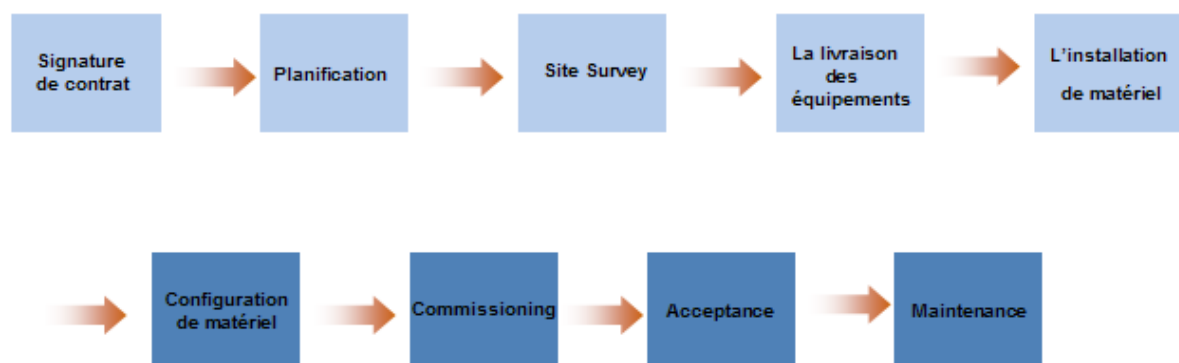 Signature
de contrat
Planification
Site Survey
La livraison
des
équipements
L'installation
de matériel
Configuration
de matériel
Commissioning
Acceptance
Maintenance